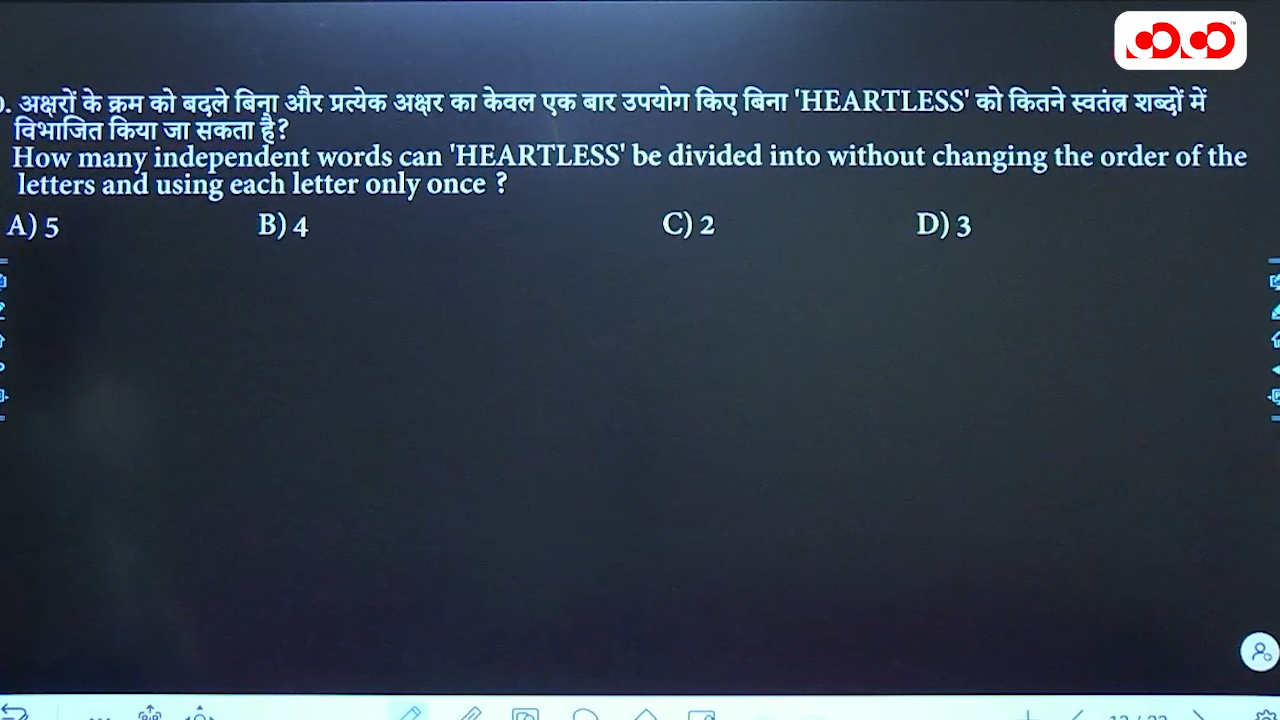 0. अक्षरों के क्रम को बदले बिना और प्रत्येक अक्षर का केवल एक बार उपयोग किए बिना 'HEARTLESS' को कितने स्वतंत्र शब्दों में
विभाजित किया जा सकता है?
How many independent words can 'HEARTLESS' be divided into without changing the order of the
letters and using each letter only once ?
A) 5 B) 4 C) 2 D) 3